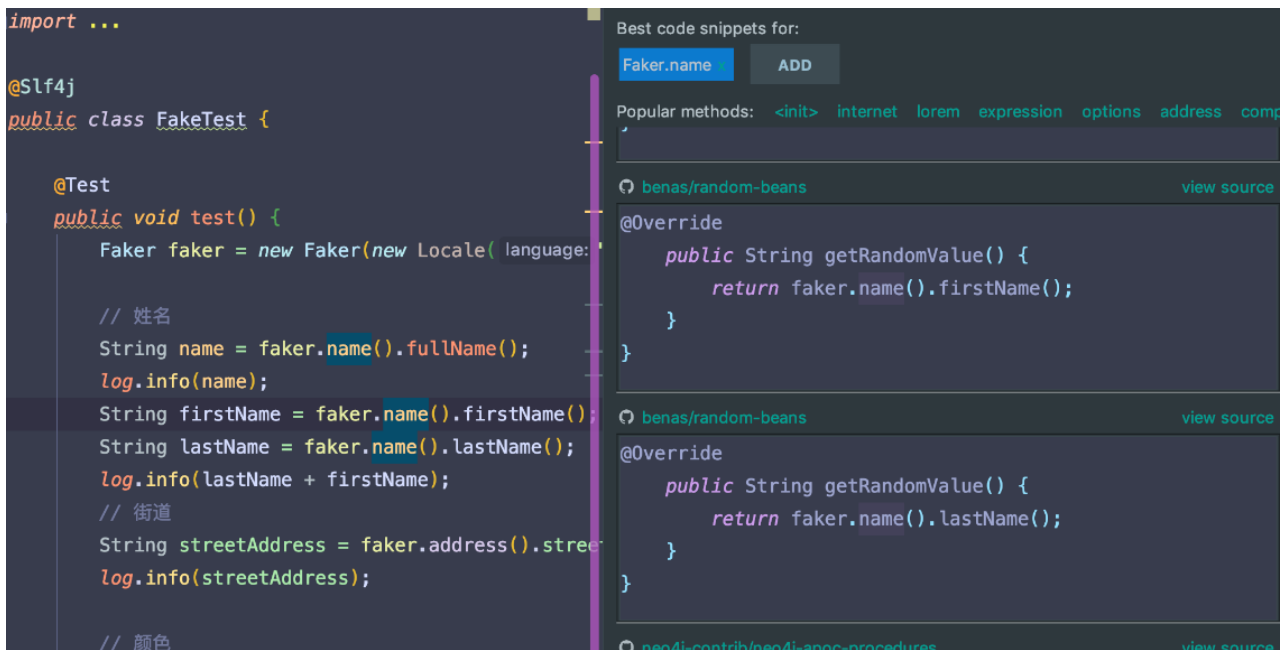 import ...
@Slf4j
public class FakeTest {
@Test
public void test() {
Faker faker = new Faker(new Locale( language: "
// 姓名
String name = faker.name().fullName();
log.info(name);
String firstName = faker.name().firstName();
String lastName = faker.name().lastName();
log.info(lastName + firstName);
// 街道
String streetAddress = faker.address().stree
log.info(streetAddress);
// 颜色
Best code snippets for:
Faker.name x ADD
Popular methods: <init> internet lorem expression options address comp
}
benas/random-beans view source
@Override
public String getRandomValue() {
return faker.name().firstName();
}
}
benas/random-beans view source
@Override
public String getRandomValue() {
return faker.name().lastName();
}
}
neo4j-contrib/neo4j-apoc-procedures view source